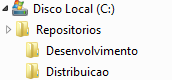 Disco Local (C:)
Repositorios
Desenvolvimento
Distribuicao